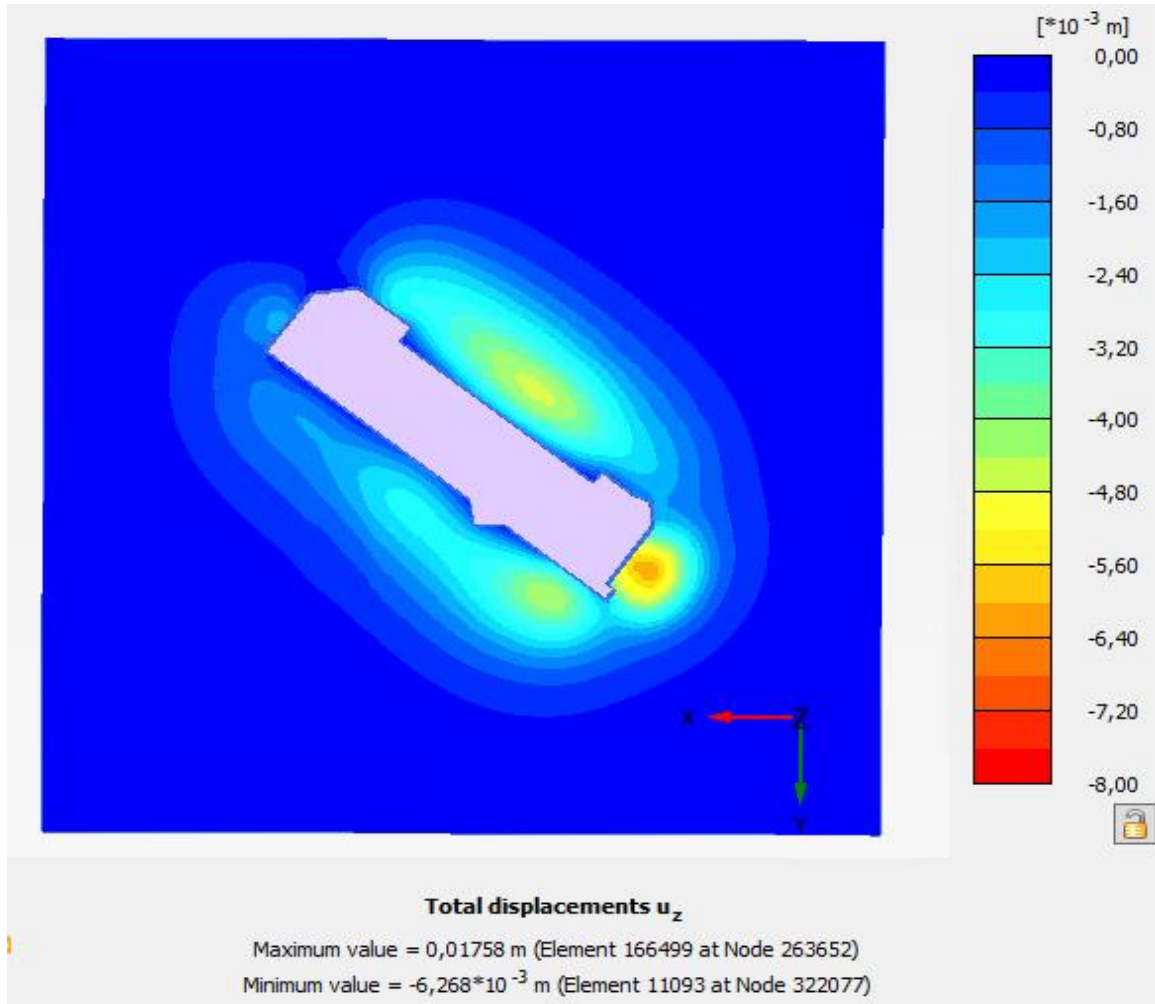 [*10 -3 m]
0,00
-0,80
-1,60
-2,40
-3,20
-4,00
-4,80
-5,60
-6,40
-7,20
-8,00
X Z
Y
Total displacements uz
Maximum value = 0,01758 m (Element 166499 at Node 263652)
Minimum value = -6,268*10 -3 m (Element 11093 at Node 322077)